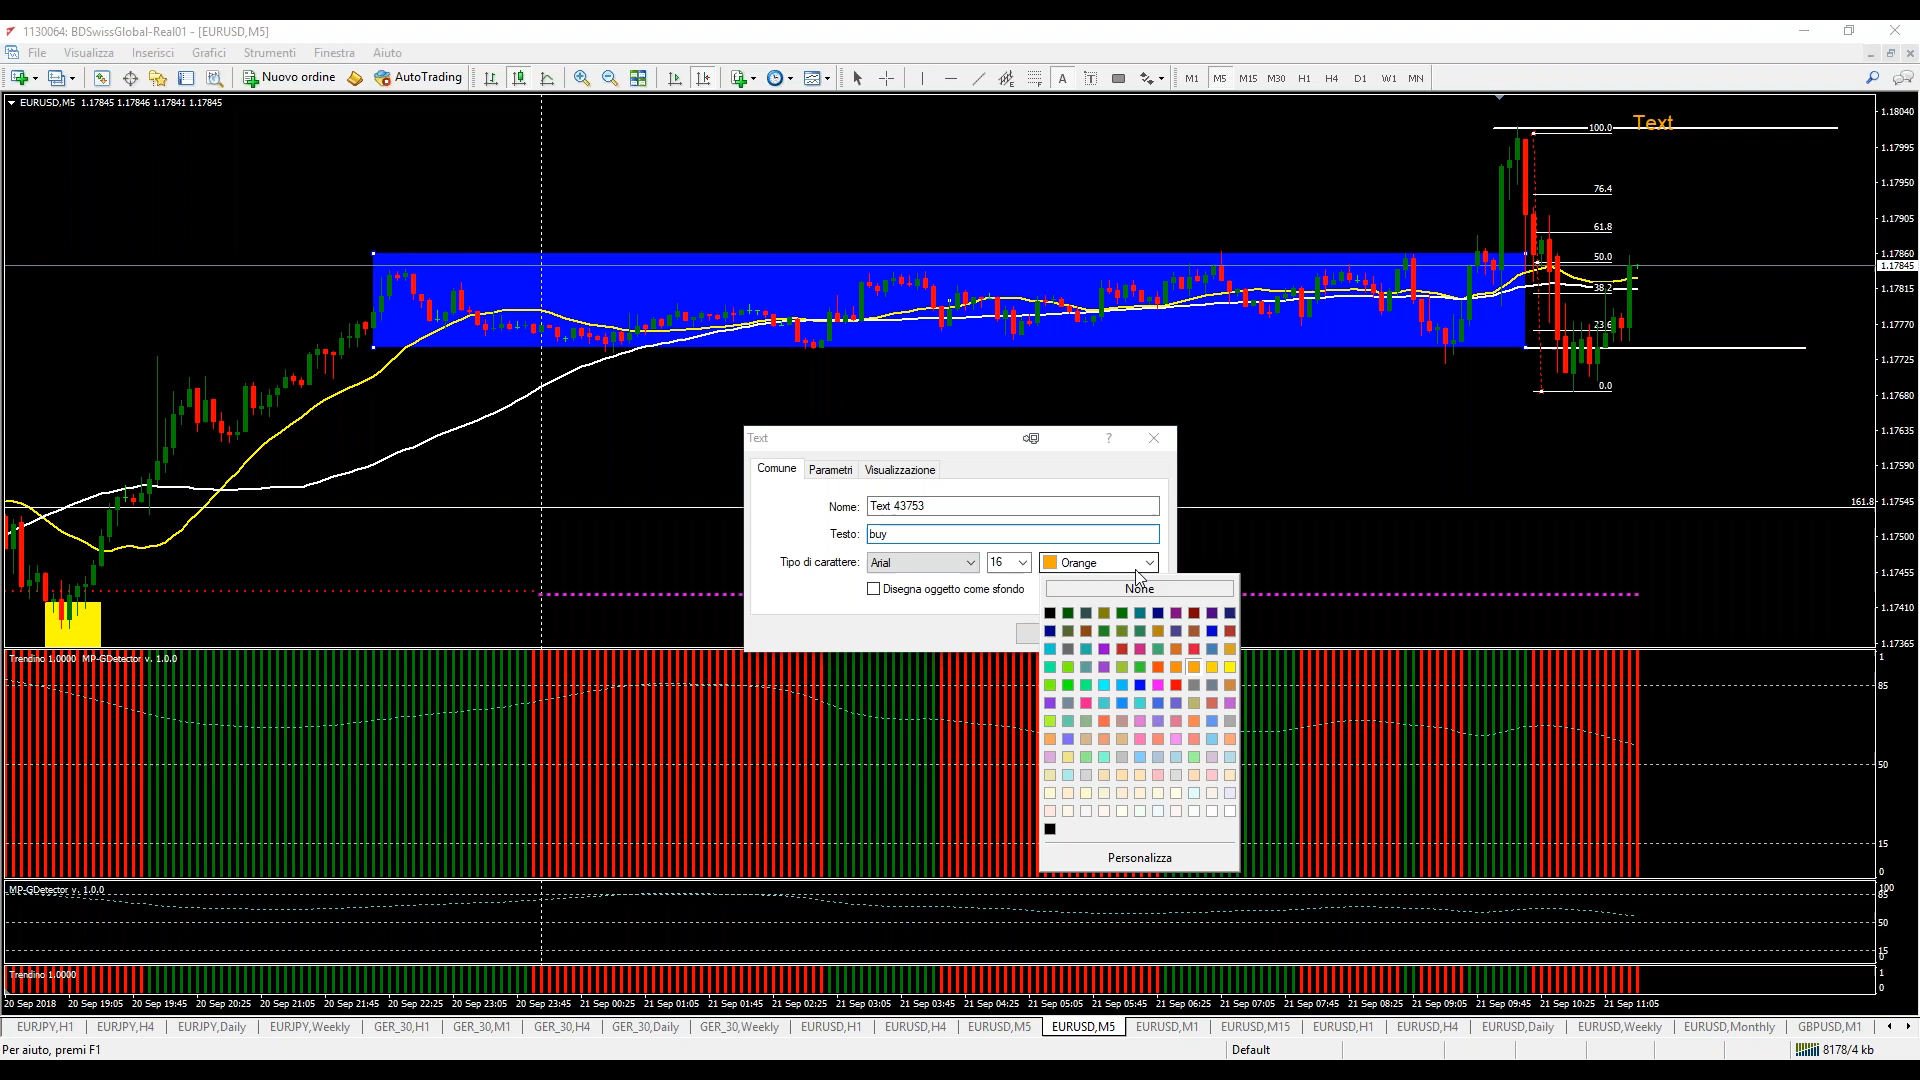 1130064: BDSwissGlobal-Real01 - [EURUSD,M5]
File Visualizza Inserisci Grafici Strumenti Finestra Aiuto
Nuovo ordine AutoTrading A T M1 M5 M15 M30 H1 H4 D1 W1 MN
EURUSD,M5 1.17845 1.17846 1.17841 1.17845
1.18040
Text
100.0
1.17995
1.17950
76.4
1.17905
61.8
1.17860
50.0
1.17845
38.2
1.17815
23.6
1.17770
1.17725
0.0
1.17680
1.17635
1.17590
161.8
1.17545
1.17500
1.17455
1.17410
1.17365
Text ?
Comune Parametri Visualizzazione
Nome: Text 43753
Testo: buy
Tipo di carattere: Arial 16 Orange
Disegna oggetto come sfondo
None
Personalizza
Trendino 1.0000 MP-GDetector v. 1.0.0
1
85
50
15
0
MP-GDetector v. 1.0.0
100
85
50
15
0
Trendino 1.0000
1
0
20 Sep 2018 20 Sep 19:05 20 Sep 19:45 20 Sep 20:25 20 Sep 21:05 20 Sep 21:45 20 Sep 22:25 20 Sep 23:05 20 Sep 23:45 21 Sep 00:25 21 Sep 01:05 21 Sep 01:45 21 Sep 02:25 21 Sep 03:05 21 Sep 03:45 21 Sep 04:25 21 Sep 05:05 21 Sep 05:45 21 Sep 06:25 21 Sep 07:05 21 Sep 07:45 21 Sep 08:25 21 Sep 09:05 21 Sep 09:45 21 Sep 10:25 21 Sep 11:05
EURJPY,H1 EURJPY,H4 EURJPY,Daily EURJPY,Weekly GER_30,H1 GER_30,M1 GER_30,H4 GER_30,Daily GER_30,Weekly EURUSD,H1 EURUSD,H4 EURUSD,M5 EURUSD,M5 EURUSD,M1 EURUSD,M15 EURUSD,H1 EURUSD,H4 EURUSD,Daily EURUSD,Weekly EURUSD,Monthly GBPUSD,M1
Per aiuto, premi F1 Default 8178/4 kb